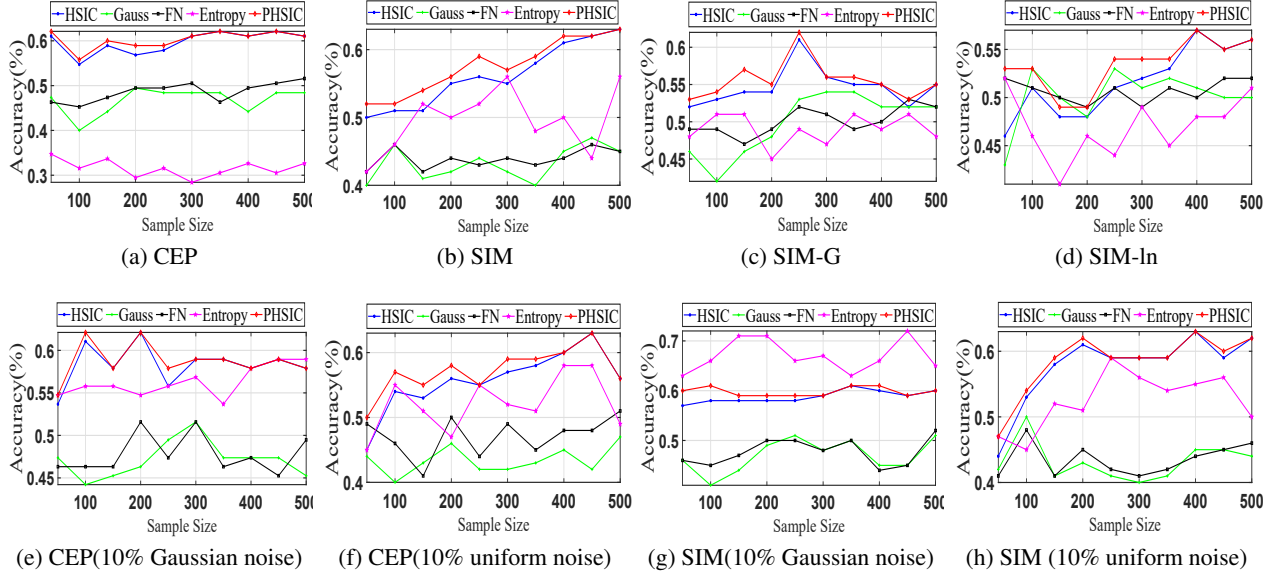 HSIC Gauss FN Entropy PHSIC
HSIC Gauss FN Entropy PHSIC
HSIC Gauss FN Entropy PHSIC
HSIC Gauss FN Entropy PHSIC
Accuracy(%)
0.6
0.5
0.4
0.3
100 200 300 400 500
Sample Size
(a) CEP
Accuracy(%)
0.6
0.5
0.4
100 200 300 400 500
Sample Size
(b) SIM
Accuracy(%)
0.6
0.55
0.5
0.45
100 200 300 400 500
Sample Size
(c) SIM-G
Accuracy(%)
0.55
0.5
0.45
100 200 300 400 500
Sample Size
(d) SIM-ln
HSIC Gauss FN Entropy PHSIC
HSIC Gauss FN Entropy PHSIC
HSIC Gauss FN Entropy PHSIC
HSIC Gauss FN Entropy PHSIC
Accuracy(%)
0.6
0.55
0.5
0.45
100 200 300 400 500
Sample Size
(e) CEP(10% Gaussian noise)
Accuracy(%)
0.6
0.5
0.4
100 200 300 400 500
Sample Size
(f) CEP(10% uniform noise)
Accuracy(%)
0.7
0.6
0.5
100 200 300 400 500
Sample Size
(g) SIM(10% Gaussian noise)
Accuracy(%)
0.6
0.5
0.4
100 200 300 400 500
Sample Size
(h) SIM (10% uniform noise)